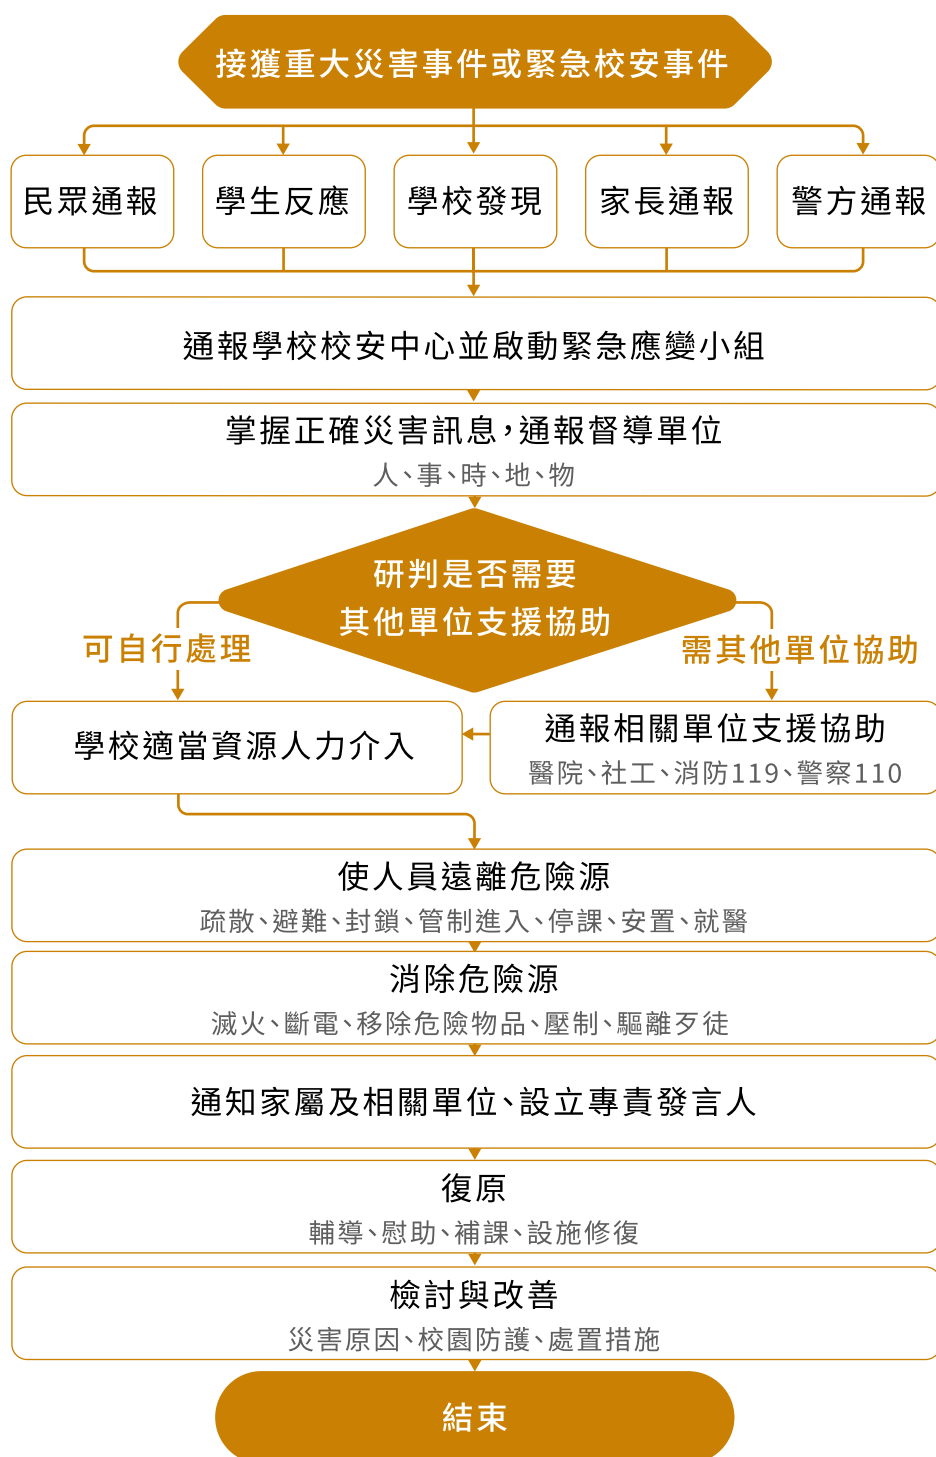 接獲重大災害事件或緊急校安事件
民眾通報
學生反應
學校發現
家長通報
警方通報
通報學校校安中心並啟動緊急應變小組
掌握正確災害訊息，通報督導單位
人、事、時、地、物
研判是否需要
其他單位支援協助
可自行處理
需其他單位協助
學校適當資源人力介入
通報相關單位支援協助
醫院、社工、消防119、警察110
使人員遠離危險源
疏散、避難、封鎖、管制進入、停課、安置、就醫
消除危險源
滅火、斷電、移除危險物品、壓制、驅離歹徒
通知家屬及相關單位、設立專責發言人
復原
輔導、慰助、補課、設施修復
檢討與改善
災害原因、校園防護、處置措施
結束